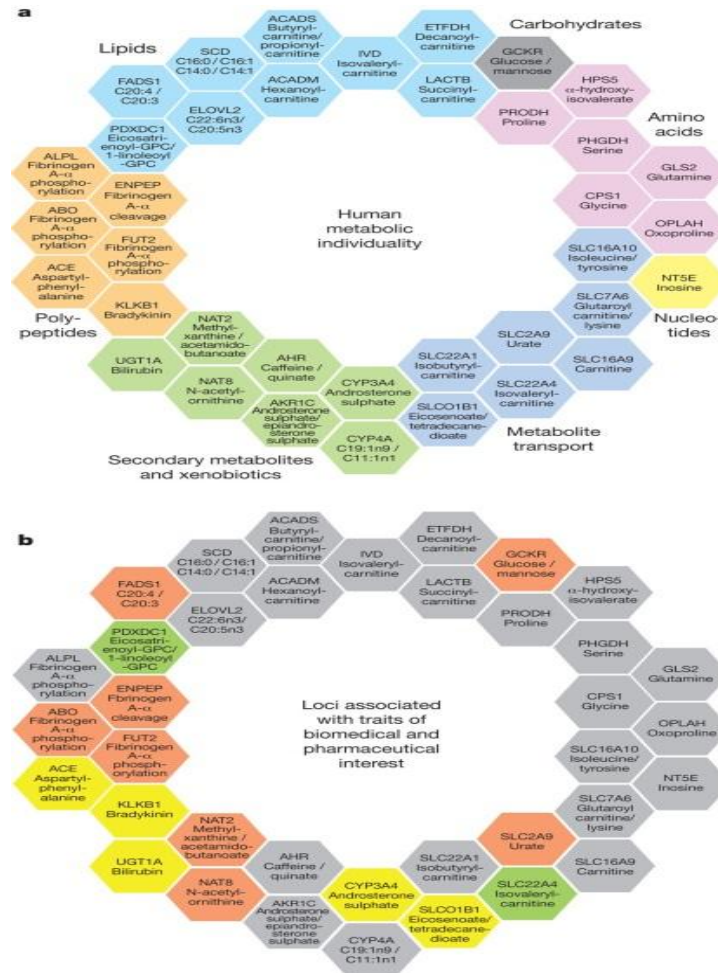 a
Lipids
Carbohydrates
Amino
acids
Nucleo-
tides
Metabolite
transport
Secondary metabolites
and xenobiotics
Poly-
peptides
Human
metabolic
individuality
ACADS
Butyryl-
carnitine/
propionyl-
carnitine
ETFDH
Decanoyl-
carnitine
SCD
C16:0 / C16:1
C14:0 / C14:1
IVD
Isovaleryl-
carnitine
GCKR
Glucose /
mannose
FADS1
C20:4 /
C20:3
ACADM
Hexanoyl-
carnitine
LACTB
Succinyl-
carnitine
HPS5
α-hydroxy-
isovalerate
ELOVL2
C22:6n3/
C20:5n3
PRODH
Proline
PDXDC1
Eicosatri-
enoyl-GPC/
1-linoleoyl
-GPC
PHGDH
Serine
ALPL
Fibrinogen
A-α
phospho-
rylation
GLS2
Glutamine
ENPEP
Fibrinogen
A-α
cleavage
CPS1
Glycine
ABO
Fibrinogen
A-α
phospho-
rylation
OPLAH
Oxoproline
FUT2
Fibrinogen
A-α
phospho-
rylation
SLC16A10
Isoleucine/
tyrosine
ACE
Aspartyl-
phenyl-
alanine
NT5E
Inosine
KLKB1
Bradykinin
SLC7A6
Glutaroyl
carnitine/
lysine
NAT2
Methyl-
xanthine /
acetamido-
butanoate
SLC2A9
Urate
UGT1A
Bilirubin
AHR
Caffeine /
quinate
SLC22A1
Isobutyryl-
carnitine
SLC16A9
Carnitine
NAT8
N-acetyl-
ornithine
CYP3A4
Androsterone
sulphate
SLC22A4
Isovaleryl-
carnitine
AKR1C
Androsterone
sulphate/
epiandro-
sterone
sulphate
SLCO1B1
Eicosenoate/
tetradecane-
dioate
CYP4A
C19:1n9 /
C11:1n1
b
Loci associated
with traits of
biomedical and
pharmaceutical
interest
ACADS
Butyryl-
carnitine/
propionyl-
carnitine
ETFDH
Decanoyl-
carnitine
SCD
C16:0 / C16:1
C14:0 / C14:1
IVD
Isovaleryl-
carnitine
GCKR
Glucose /
mannose
FADS1
C20:4 /
C20:3
ACADM
Hexanoyl-
carnitine
LACTB
Succinyl-
carnitine
HPS5
α-hydroxy-
isovalerate
ELOVL2
C22:6n3/
C20:5n3
PRODH
Proline
PDXDC1
Eicosatri-
enoyl-GPC/
1-linoleoyl
-GPC
PHGDH
Serine
ALPL
Fibrinogen
A-α
phospho-
rylation
GLS2
Glutamine
ENPEP
Fbrinogen
A-α
cleavage
CPS1
Glycine
ABO
Fibrinogen
A-α
phospho-
rylation
OPLAH
Oxoproline
FUT2
Fibrinogen
A-α
phosph-
orylation
SLC16A10
Isoleucine/
tyrosine
ACE
Aspartyl-
phenyl-
alanine
NT5E
Inosine
KLKB1
Bradykinin
SLC7A6
Glutaroyl
carnitine/
lysine
NAT2
Methyl-
xanthine /
acetamido-
butanoate
SLC2A9
Urate
UGT1A
Bilirubin
AHR
Caffeine /
quinate
SLC22A1
Isobutyryl-
carnitine
SLC16A9
Carnitine
NAT8
N-acetyl-
ornithine
CYP3A4
Androsterone
sulphate
SLC22A4
Isovaleryl-
carnitine
AKR1C
Androsterone
sulphate/
epiandro-
sterone
sulphate
SLCO1B1
Eicosenoate/
tetradecane-
dioate
CYP4A
C19:1n9 /
C11:1n1